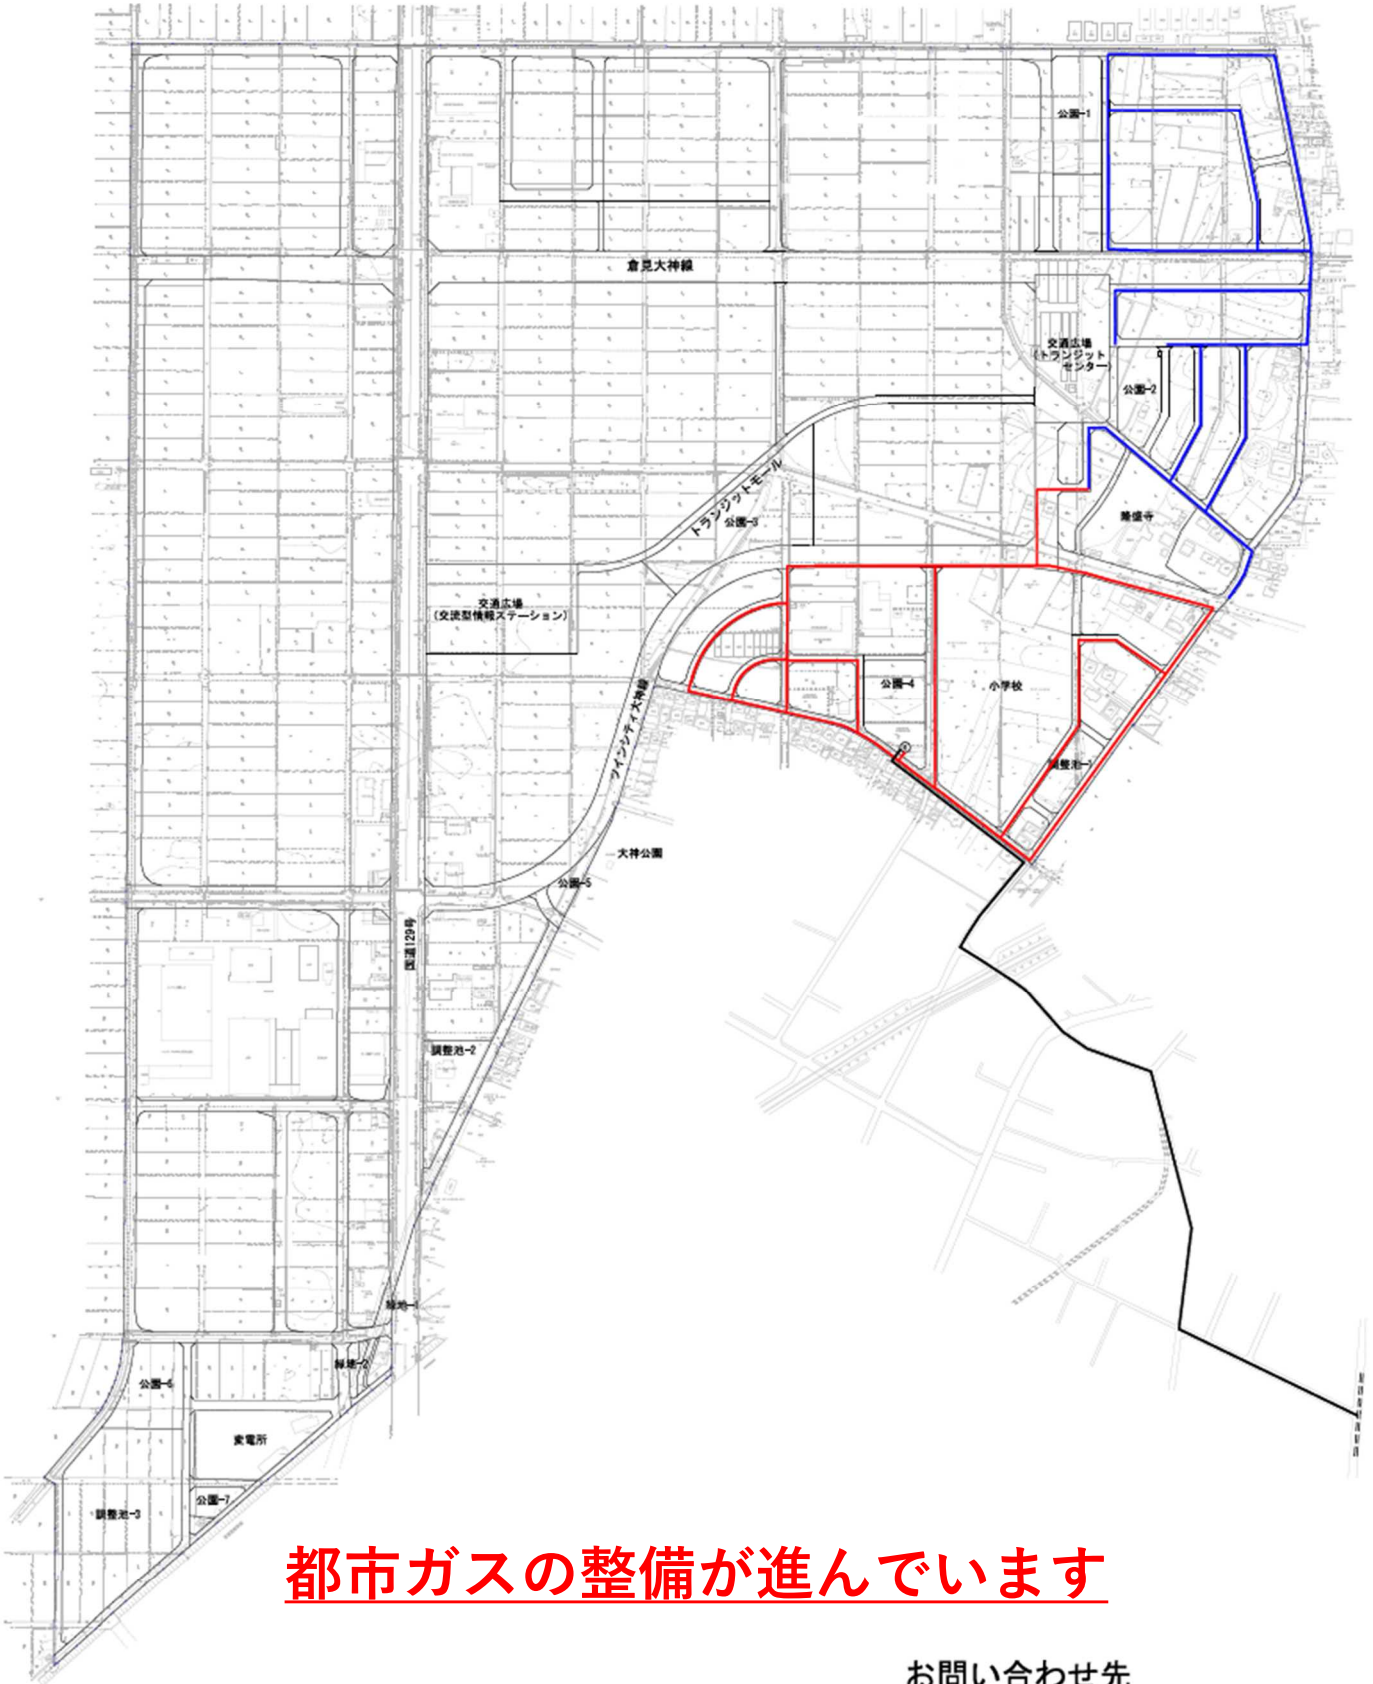 公園-1
倉見大神線
交通広場
(トランジット
センター)
公園-2
トランジットモール
公園-3
隆盛寺
交通広場
(交流型情報ステーション)
公園-4
小学校
ツインシティ大神線
調整池-1
大神公園
公園-5
国道129号
調整池-2
緑地-1
緑地-2
公園-6
変電所
公園-7
調整池-3
都市ガスの整備が進んでいます
お問い合わせ先